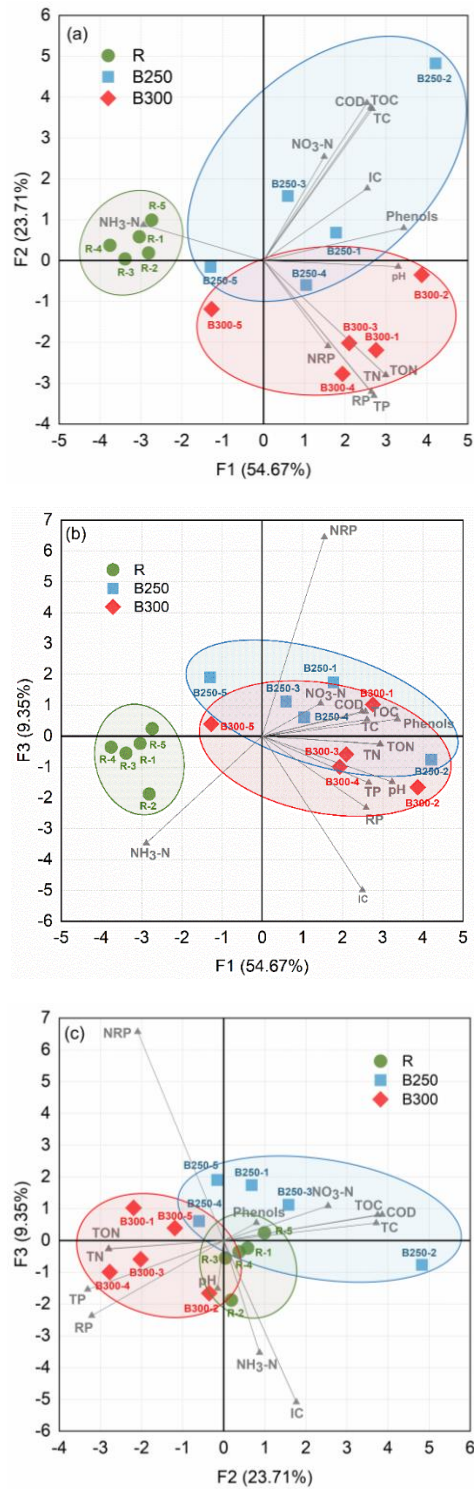 (a)
R
B250
B300
6
5
4
3
2
1
0
-1
-2
-3
-4
F2 (23.71%)
B250-2
COD TOC
TC
NO3-N
IC
B250-3
Phenols
NH3-N
R-5
R-1
R-4
R-3
R-2
B250-1
pH
B250-5
B250-4
B300-2
B300-5
B300-3
B300-1
NRP
TN
TON
B300-4
RP
TP
-5 -4 -3 -2 -1 0 1 2 3 4 5
F1 (54.67%)
(b)
R
B250
B300
7
6
5
4
3
2
1
0
-1
-2
-3
-4
-5
-6
F3 (9.35%)
NRP
B250-1
B250-5
B250-3
NO3-N
B300-1
COD
TOC
B250-4
TC
Phenols
B300-5
R-5
R-4
R-1
R-3
TON
B300-3
TN
B250-2
B300-4
TP
pH
B300-2
R-2
RP
NH3-N
IC
-5 -4 -3 -2 -1 0 1 2 3 4 5
F1 (54.67%)
(c)
R
B250
B300
7
6
5
4
3
2
1
0
-1
-2
-3
-4
-5
-6
-7
F3 (9.35%)
NRP
B250-5
B250-1
B250-3
NO3-N
B250-4
B300-1
B300-5
Phenols
TOC
COD
TC
TON
R-5
R-1
TN
R-3
R-4
B300-3
B250-2
B300-4
pH
TP
B300-2
R-2
RP
NH3-N
IC
-4 -3 -2 -1 0 1 2 3 4 5 6
F2 (23.71%)